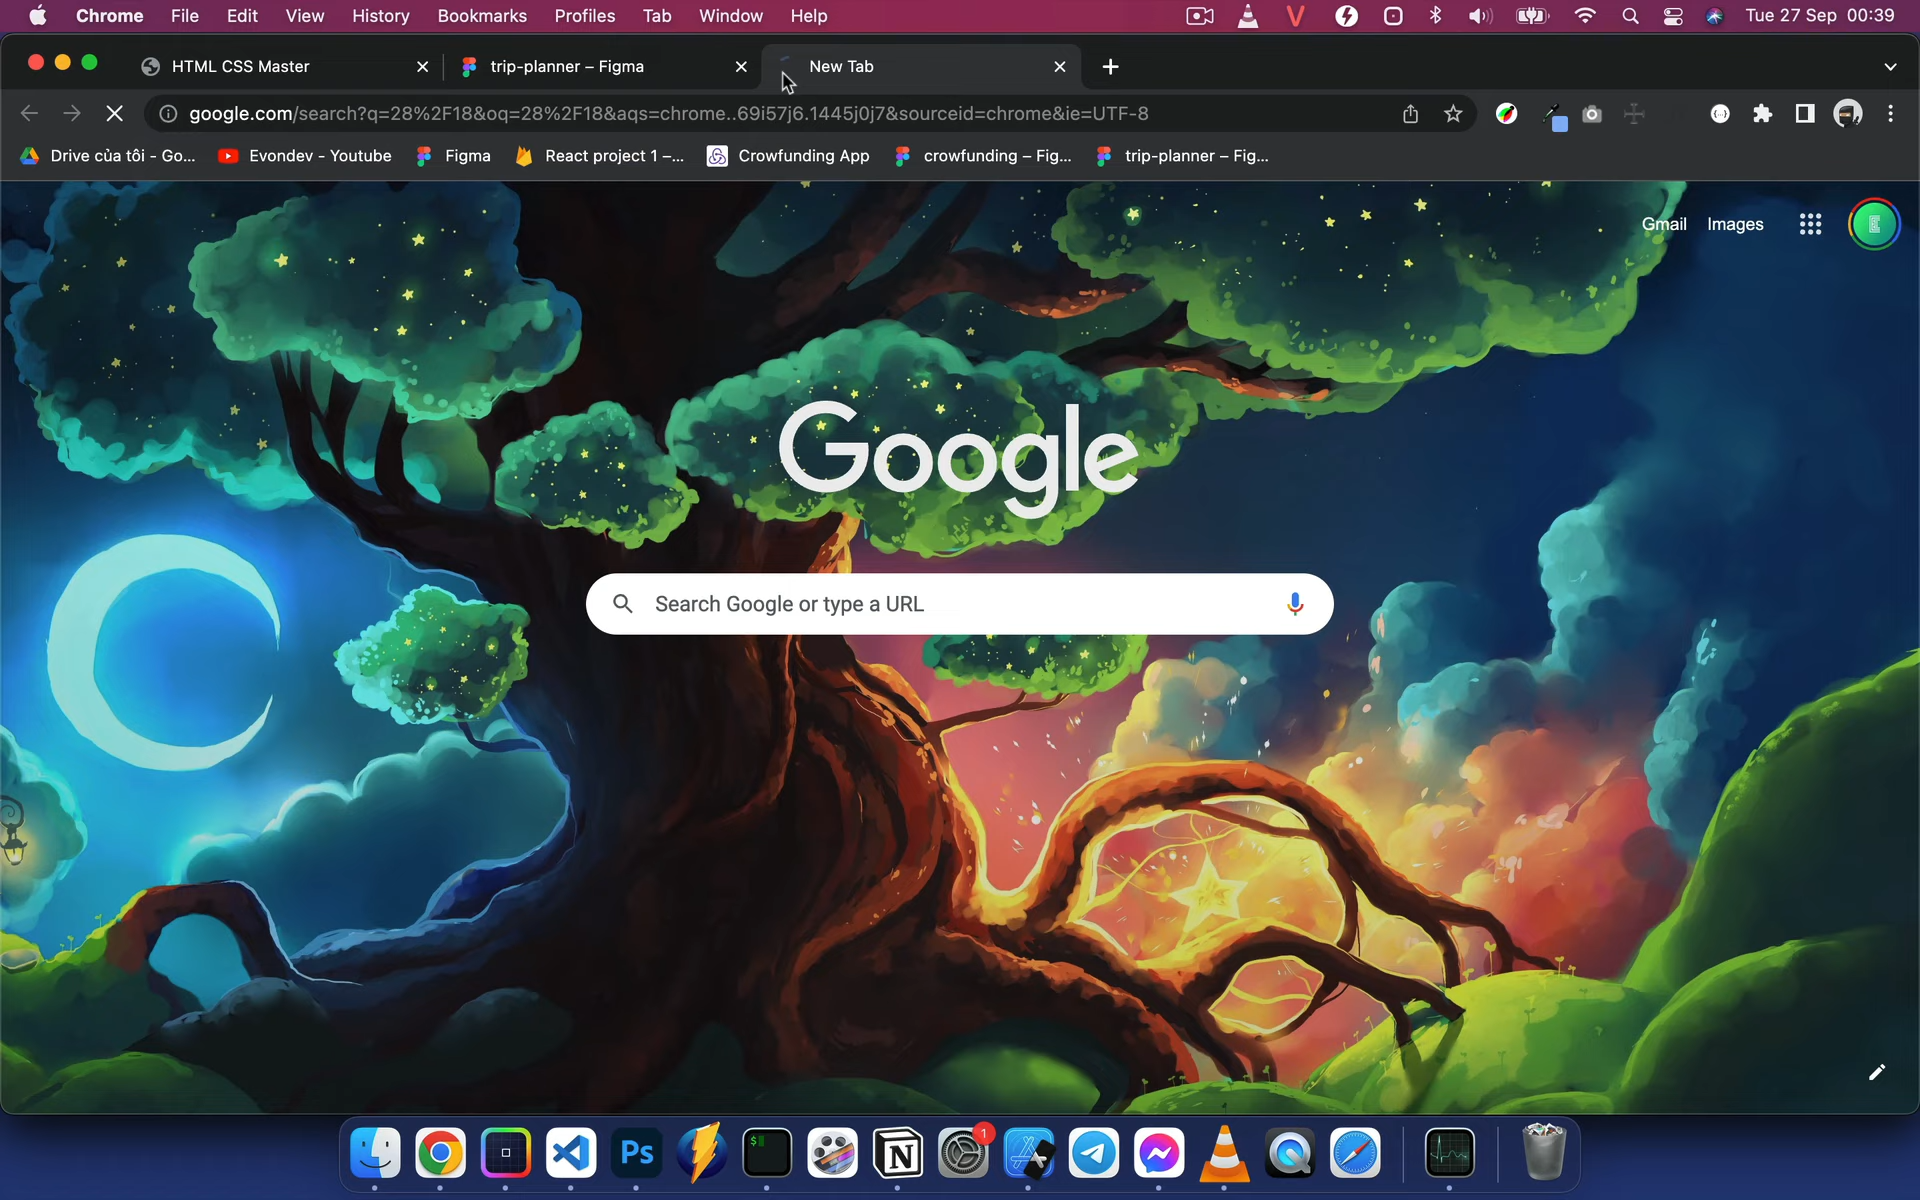 Chrome File Edit View History Bookmarks Profiles Tab Window Help Tue 27 Sep 00:39
HTML CSS Master trip-planner – Figma New Tab
google.com/search?q=28%2F18&oq=28%2F18&aqs=chrome..69i57j6.1445j0j7&sourceid=chrome&ie=UTF-8
Drive của tôi - Go... Evondev - Youtube Figma React project 1 –... Crowfunding App crowfunding – Fig... trip-planner – Fig...
Gmail Images
E
Google
Search Google or type a URL
Ps
$
N
1